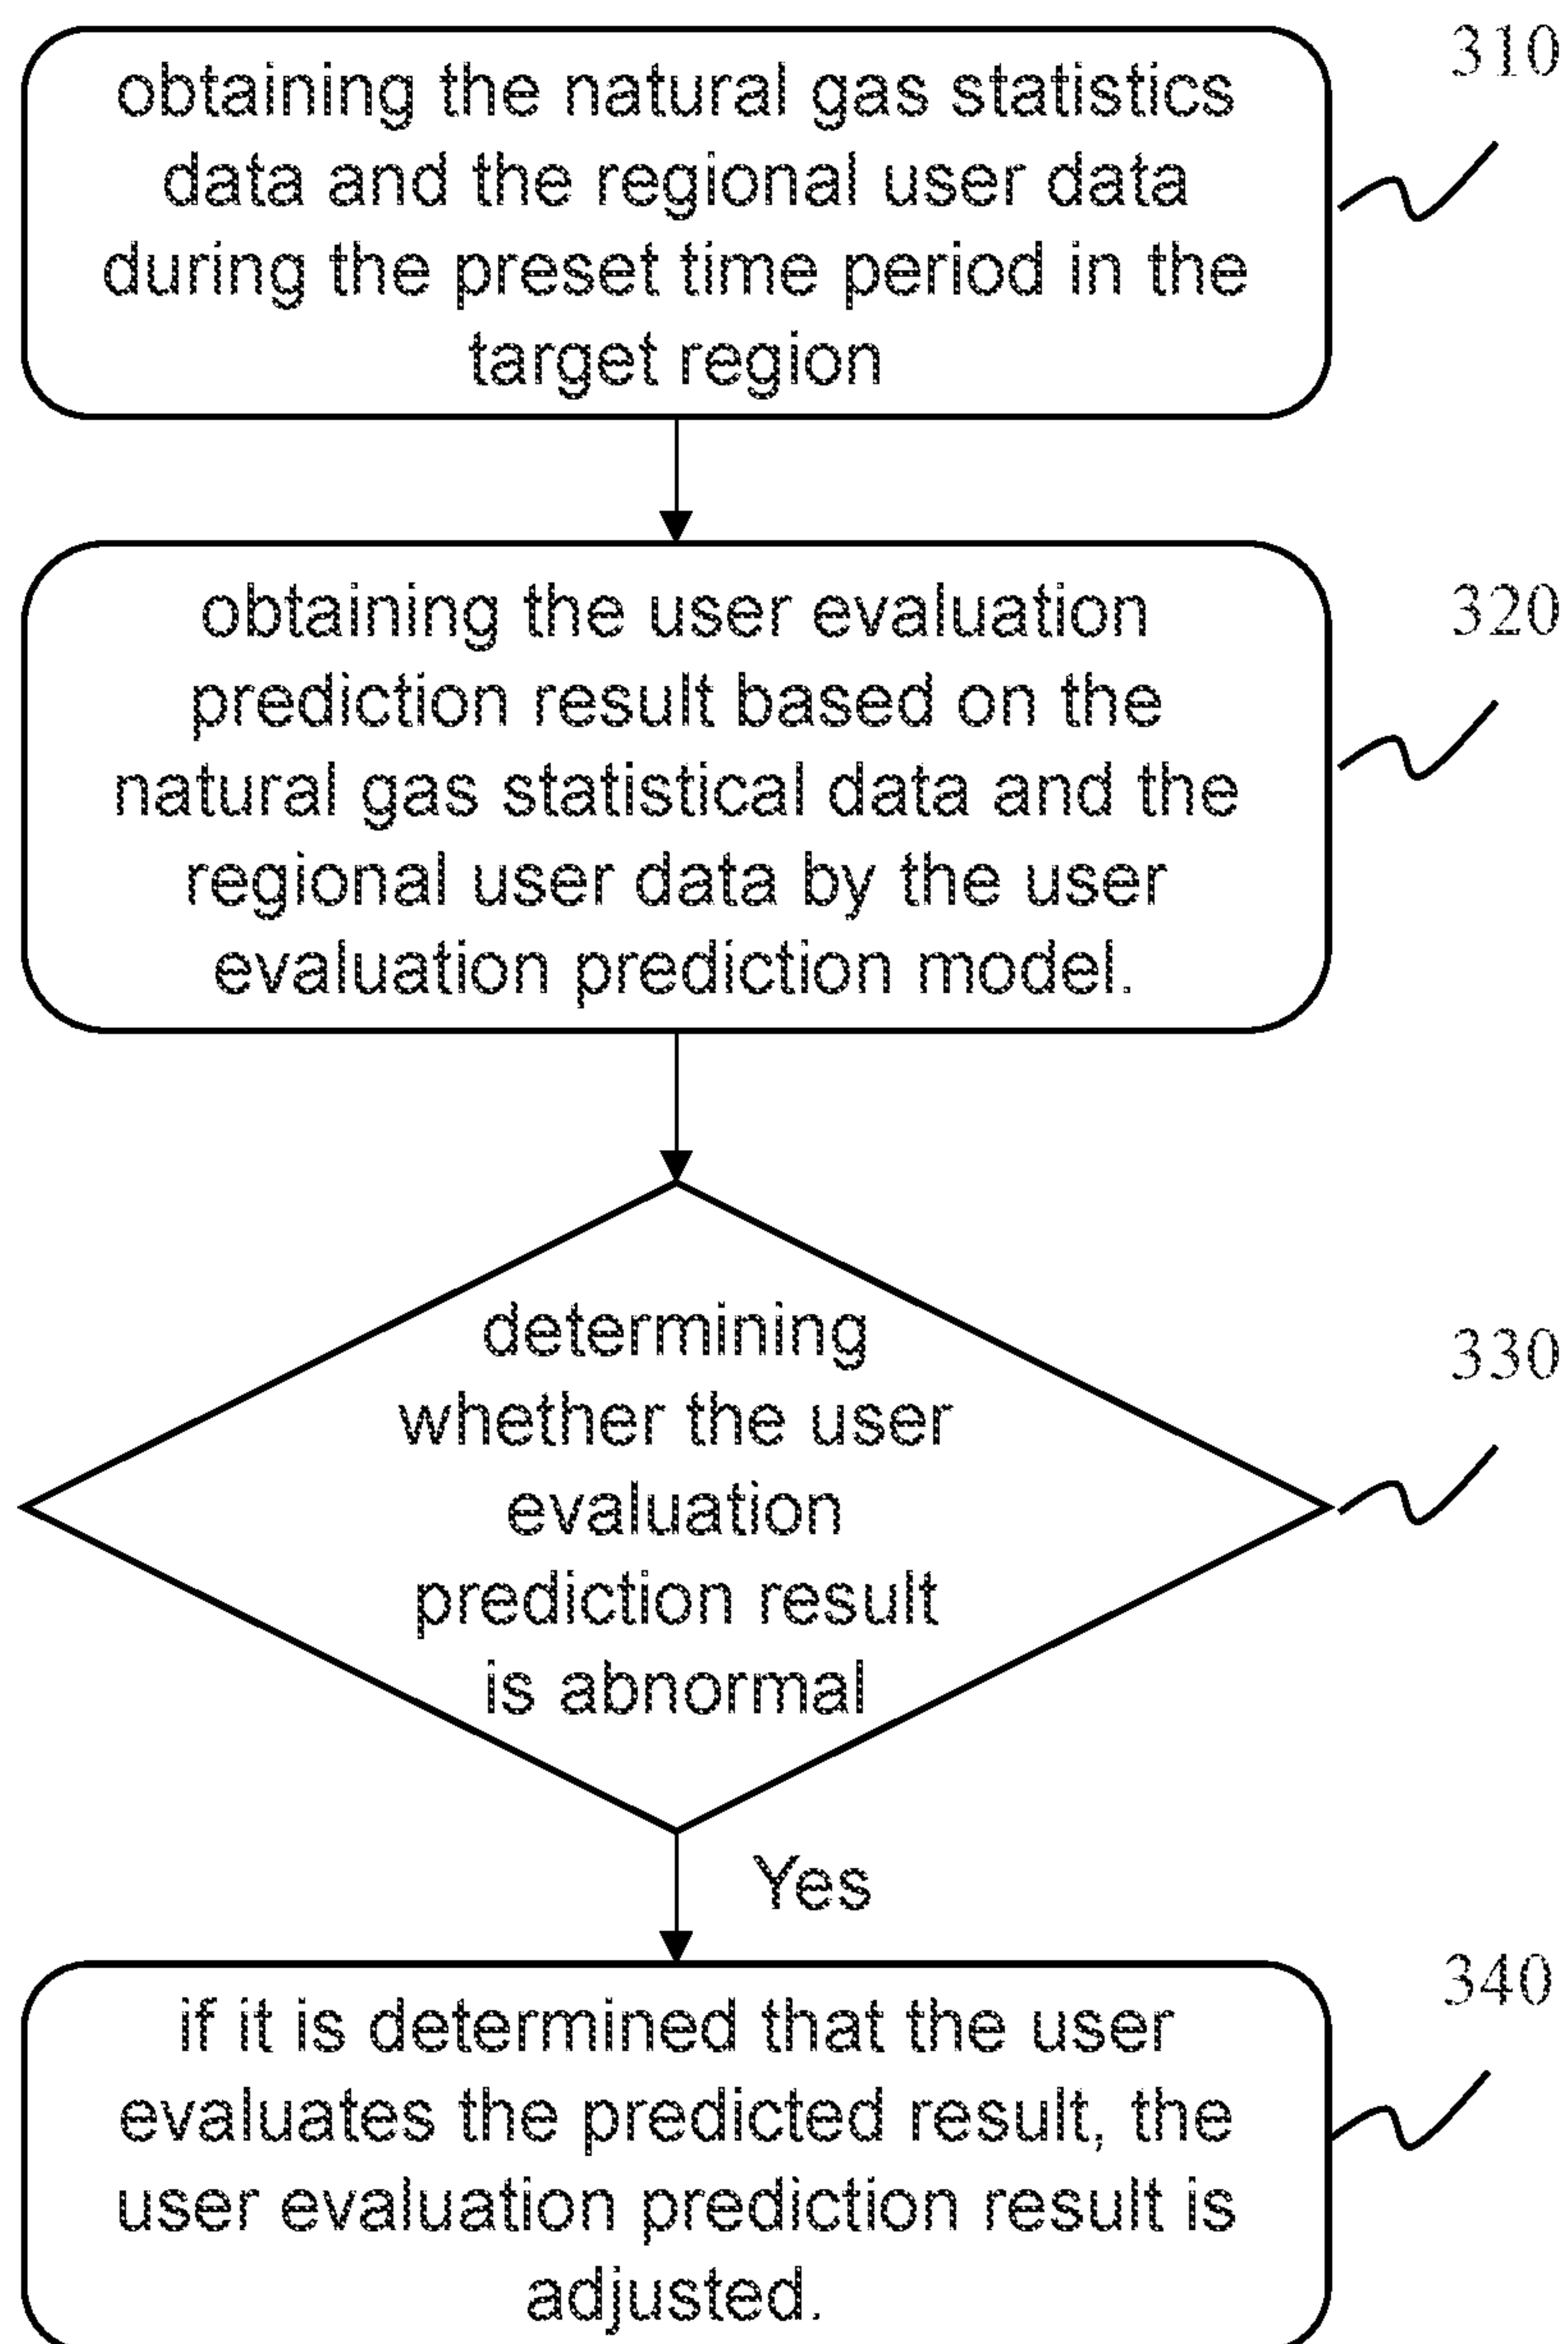 310
obtaining the natural gas statistics
data and the regional user data
during the preset time period in the
target region
320
obtaining the user evaluation
prediction result based on the
natural gas statistical data and the
regional user data by the user
evaluation prediction model.
330
determining
whether the user
evaluation
prediction result
is abnormal
Yes
340
if it is determined that the user
evaluates the predicted result, the
user evaluation prediction result is
adjusted.